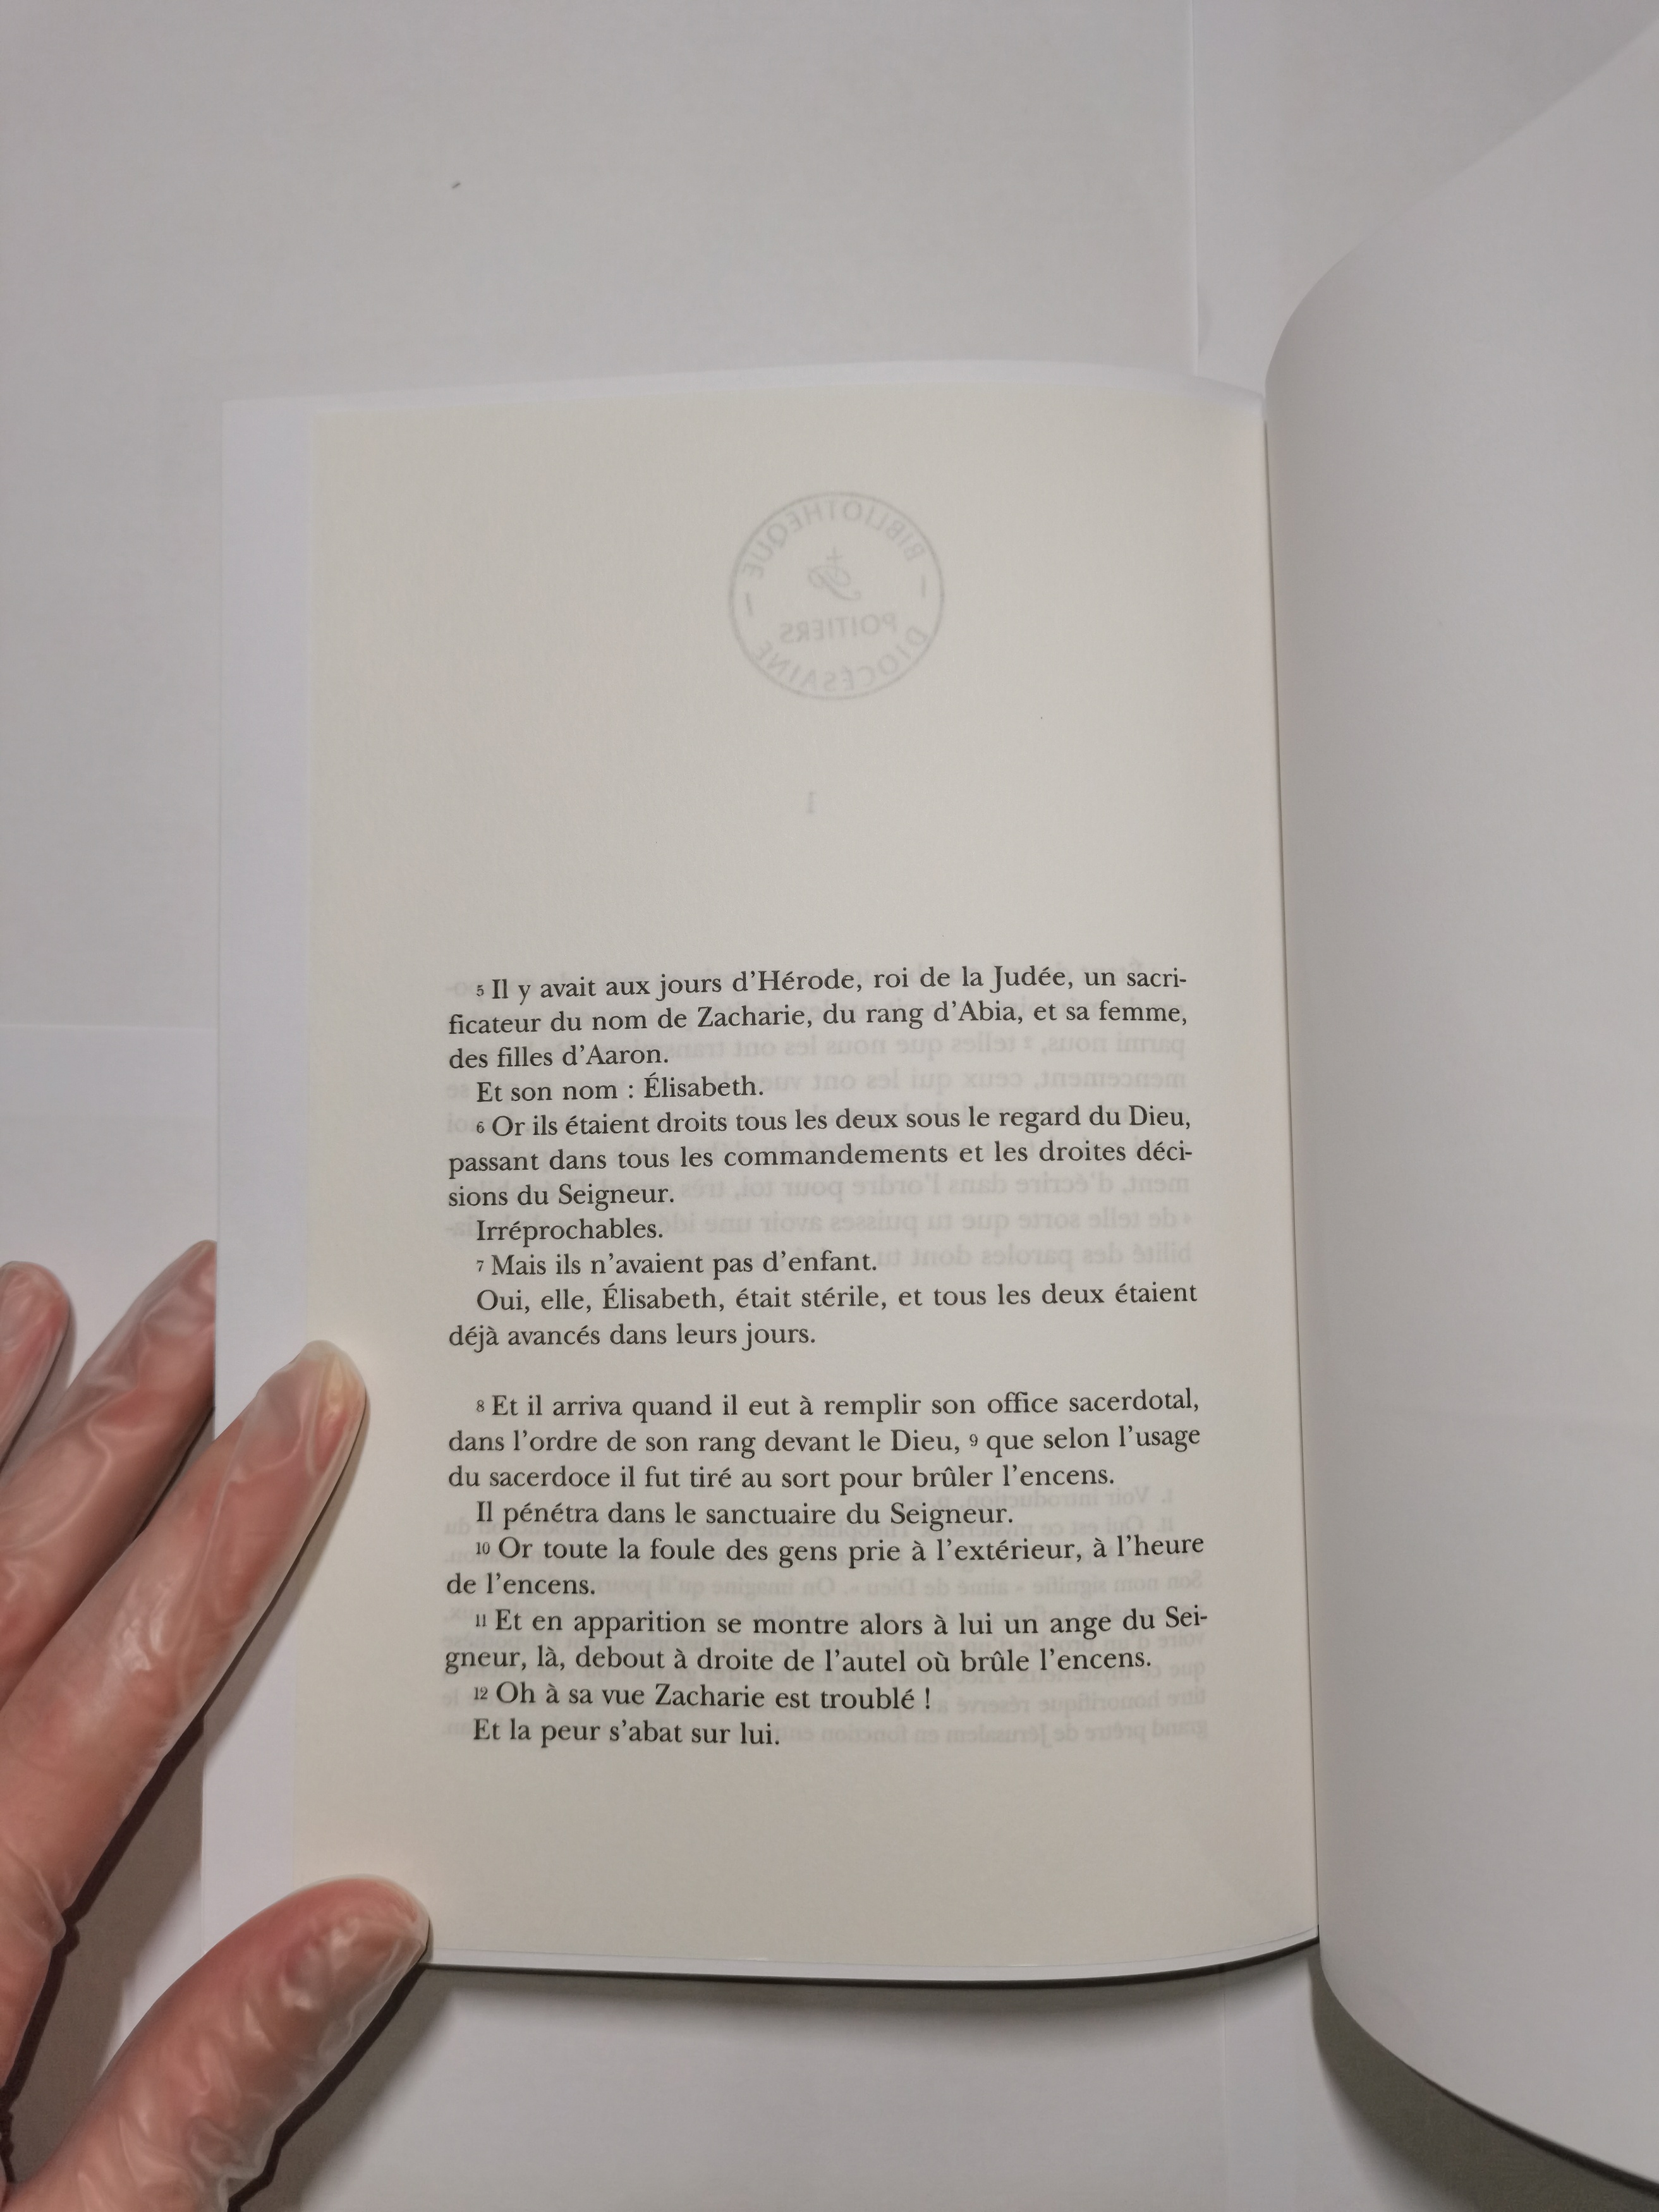 BIBLIOTHÈQUE
POITIERS
DIOCÉSAINE
1
5 Il y avait aux jours d’Hérode, roi de la Judée, un sacri-
ficateur du nom de Zacharie, du rang d’Abia, et sa femme,
des filles d’Aaron.
Et son nom : Élisabeth.
6 Or ils étaient droits tous les deux sous le regard du Dieu,
passant dans tous les commandements et les droites déci-
sions du Seigneur.
Irréprochables.
7 Mais ils n’avaient pas d’enfant.
Oui, elle, Élisabeth, était stérile, et tous les deux étaient
déjà avancés dans leurs jours.
8 Et il arriva quand il eut à remplir son office sacerdotal,
dans l’ordre de son rang devant le Dieu, 9 que selon l’usage
du sacerdoce il fut tiré au sort pour brûler l’encens.
Il pénétra dans le sanctuaire du Seigneur.
10 Or toute la foule des gens prie à l’extérieur, à l’heure
de l’encens.
11 Et en apparition se montre alors à lui un ange du Sei-
gneur, là, debout à droite de l’autel où brûle l’encens.
12 Oh à sa vue Zacharie est troublé !
Et la peur s’abat sur lui.